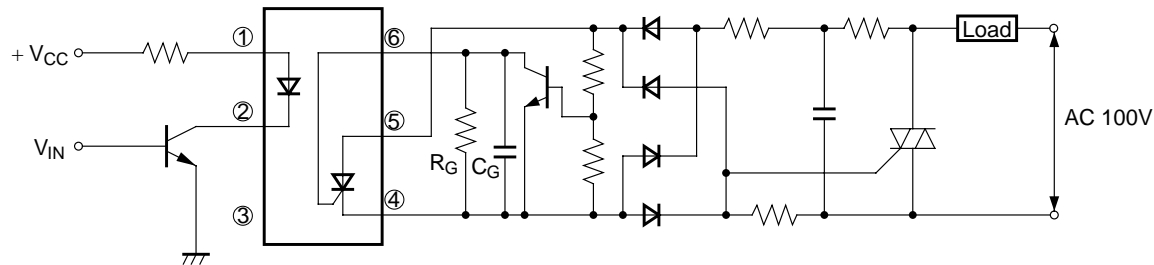 ① ⑥ Load
+ VCC
② ⑤ AC 100V
VIN
RG CG
③ ④